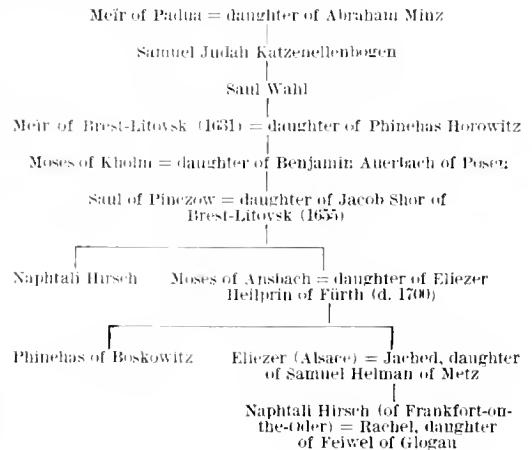 Meïr of Padua = daughter of Abraham Minz
Samuel Judah Katzenellenbogen
Saul Wahl
Meïr of Brest-Litovsk (1631) = daughter of Phinehas Horowitz
Moses of Kholm = daughter of Benjamin Auerbach of Posen
Saul of Pinczow = daughter of Jacob Shor of
Brest-Litovsk (1655)
Naphtali Hirsch
Moses of Ansbach = daughter of Eliezer
Heilprin of Fürth (d. 1700)
Phinehas of Boskowitz
Eliezer (Alsace) = Jached, daughter
of Samuel Helman of Metz
Naphtali Hirsch (of Frankfort-on-
the-Oder) = Rachel, daughter
of Feiwel of Glogau